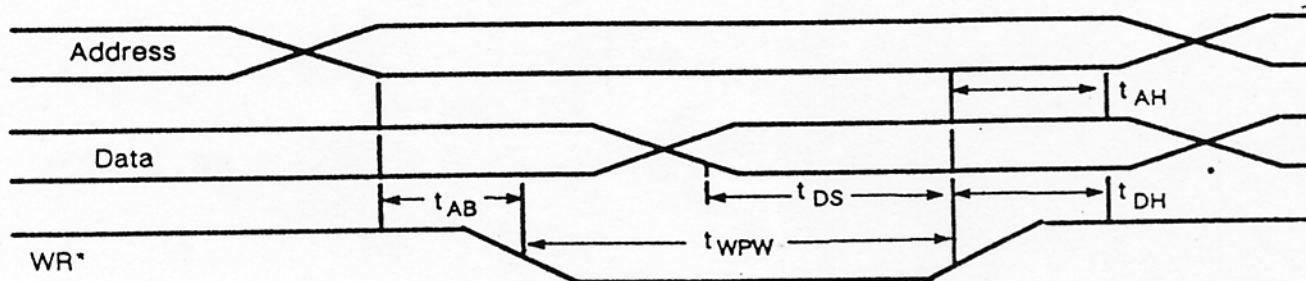 Address
t AH
Data
t AB
t DS
t DH
t WPW
WR*